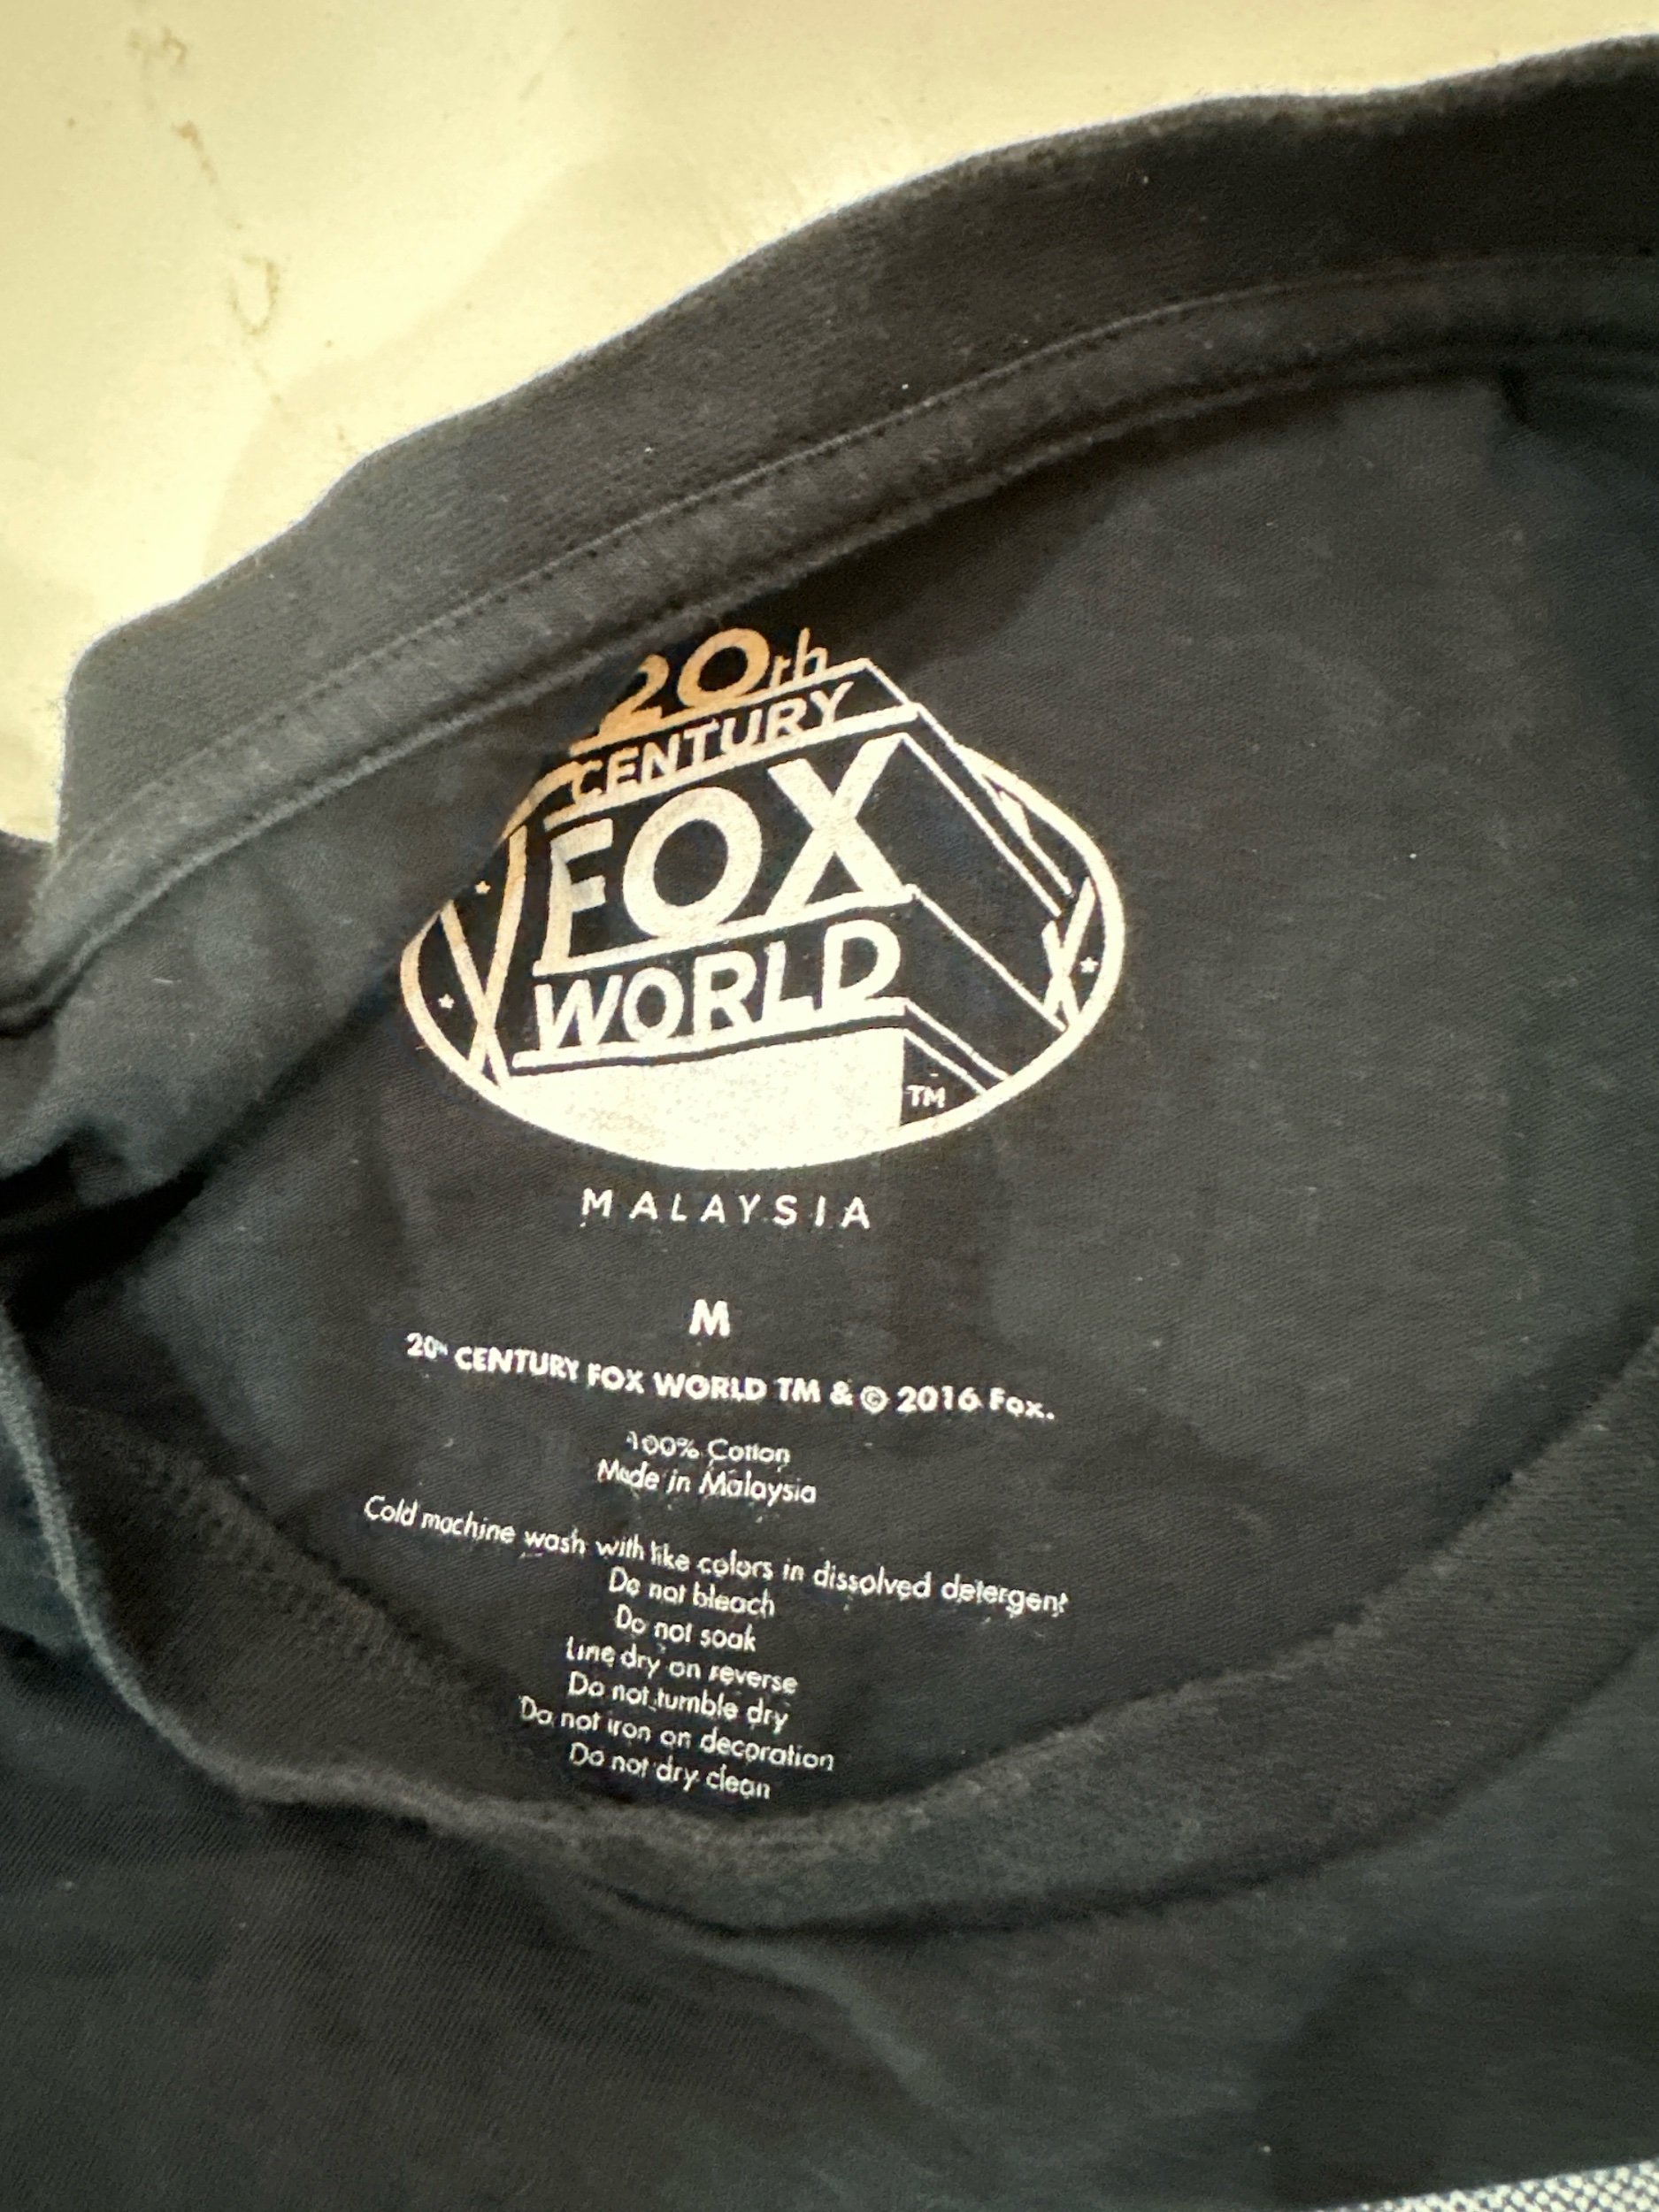 20th
CENTURY
FOX
WORLD
TM
MALAYSIA
M
20TH CENTURY FOX WORLD TM & © 2016 Fox.
100% Cotton
Made in Malaysia
Cold machine wash with like colors in dissolved detergent
Do not bleach
Do not soak
Line dry on reverse
Do not tumble dry
Do not iron on decoration
Do not dry clean